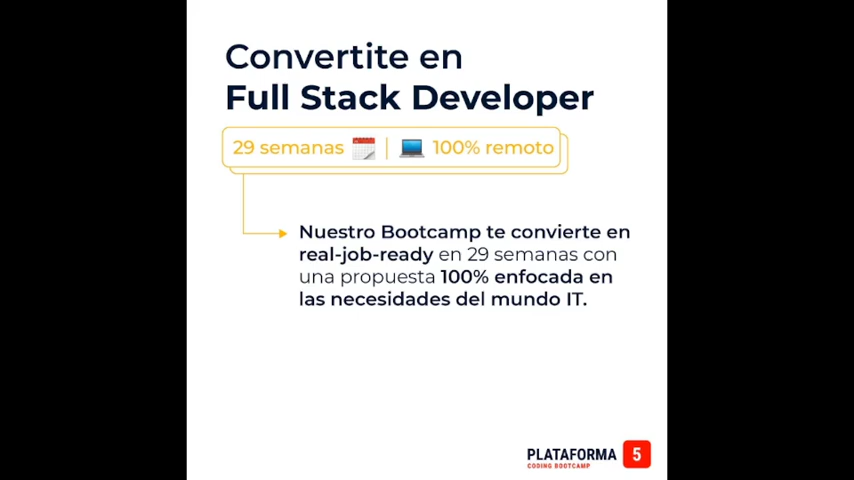 Convertite en
Full Stack Developer
29 semanas | 100% remoto
Nuestro Bootcamp te convierte en
real-job-ready en 29 semanas con
una propuesta 100% enfocada en
las necesidades del mundo IT.
PLATAFORMA 5
CODING BOOTCAMP